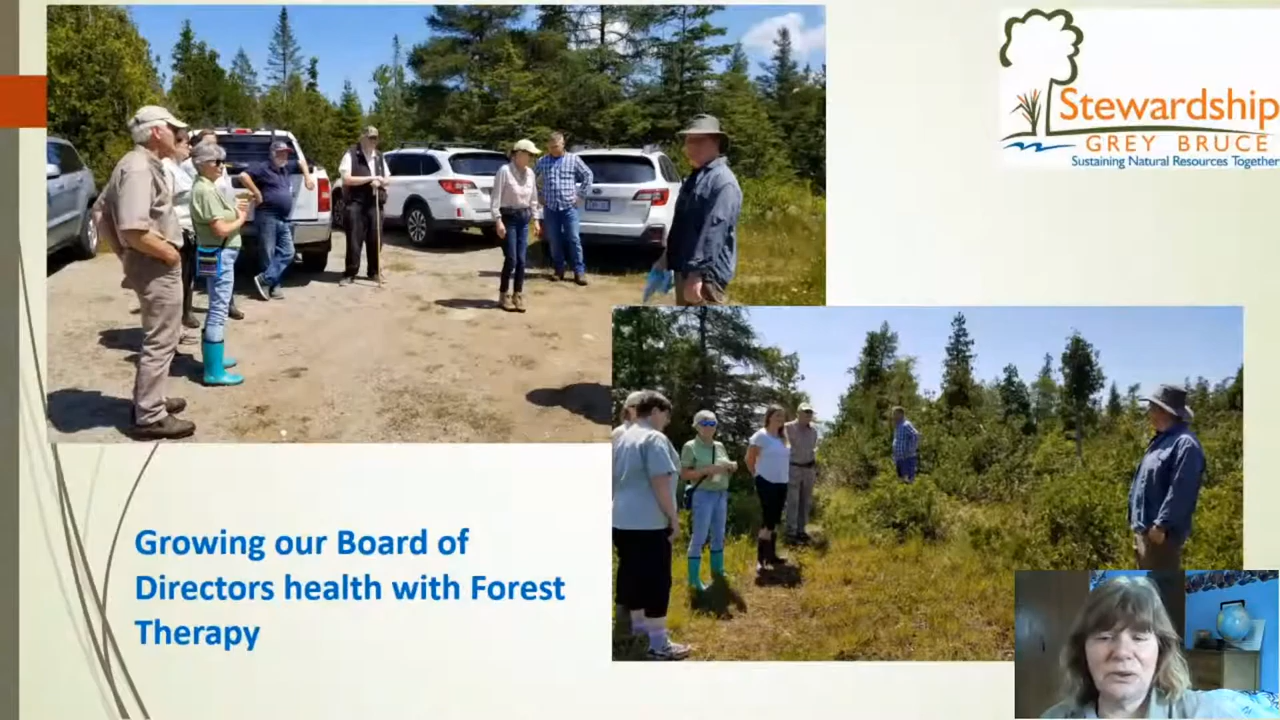 Stewardship
GREY BRUCE
Sustaining Natural Resources Together
Growing our Board of
Directors health with Forest
Therapy